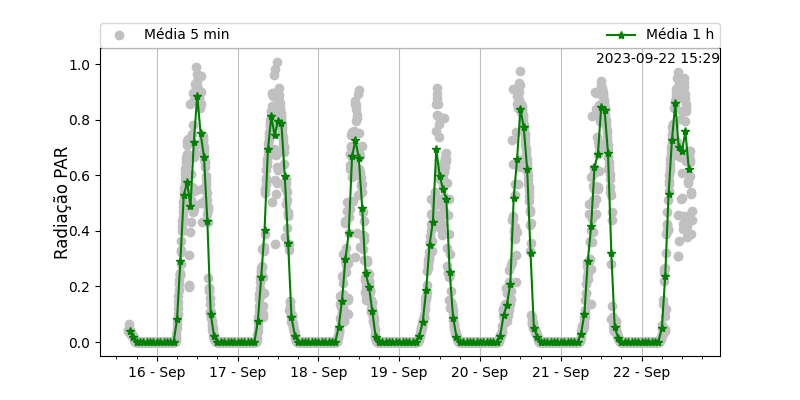 Média 5 min
Média 1 h
2023-09-22 15:29
Radiação PAR
1.0
0.8
0.6
0.4
0.2
0.0
16 - Sep
17 - Sep
18 - Sep
19 - Sep
20 - Sep
21 - Sep
22 - Sep